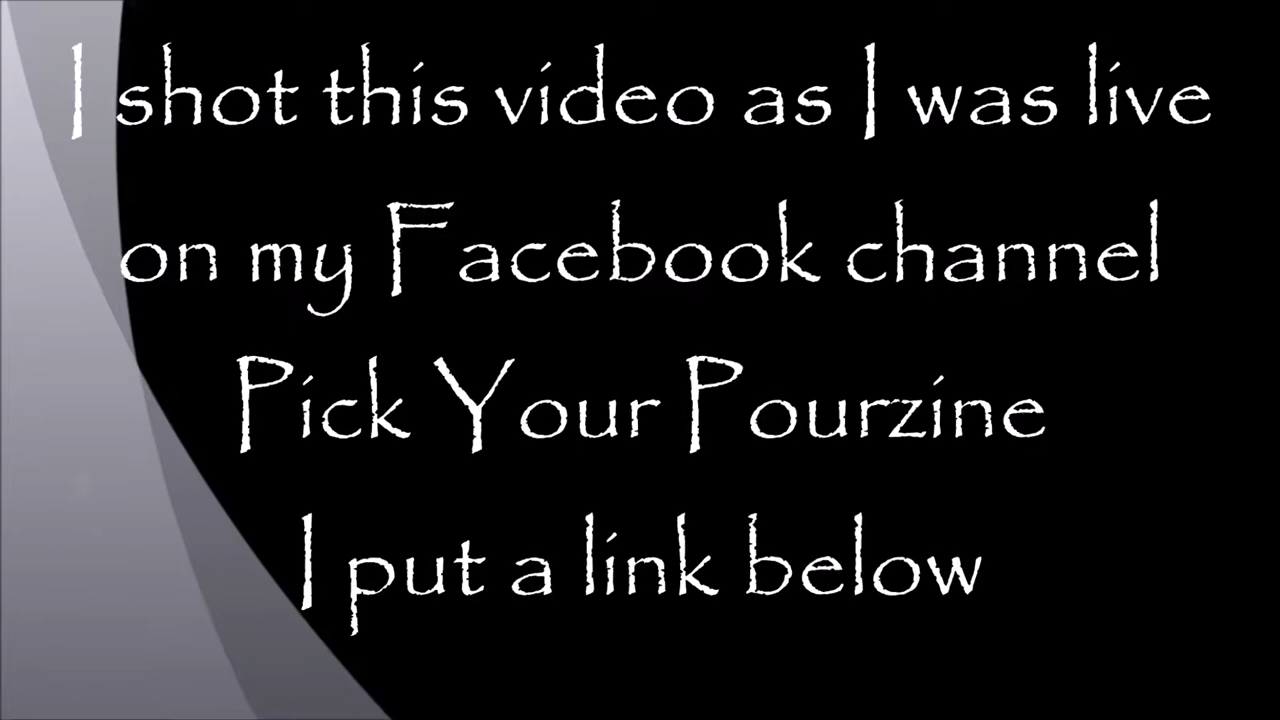 I shot this video as I was live
on my Facebook channel
Pick Your Pourzine
I put a link below